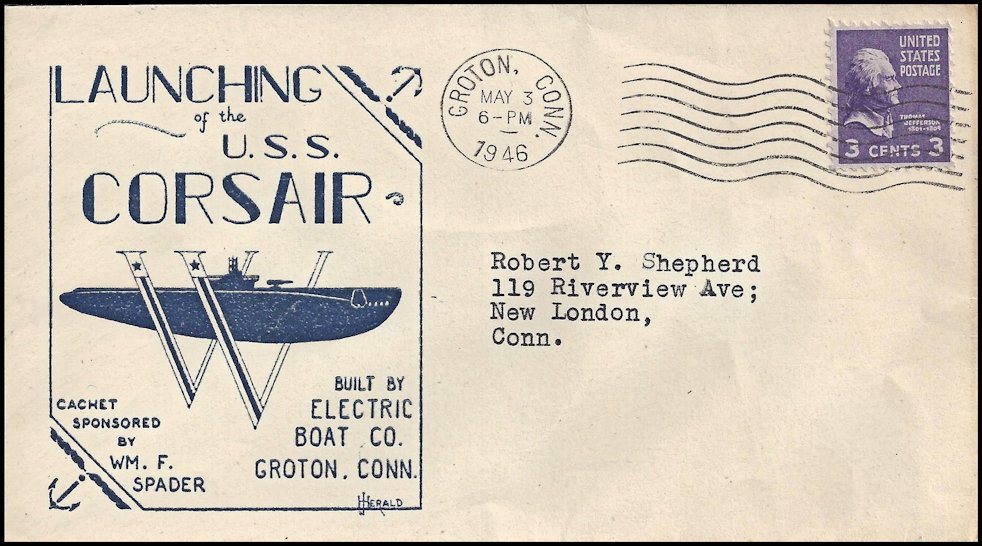 LAUNCHING
of the
U.S.S.
CORSAIR
BUILT BY
ELECTRIC
BOAT CO.
GROTON, CONN.
CACHET
SPONSORED
BY
WM. F.
SPADER
HERALD
GROTON, CONN.
MAY 3
6-PM
1946
UNITED
STATES
POSTAGE
THOMAS
JEFFERSON
1801-1809
3 CENTS 3
Robert Y. Shepherd
119 Riverview Ave;
New London,
Conn.